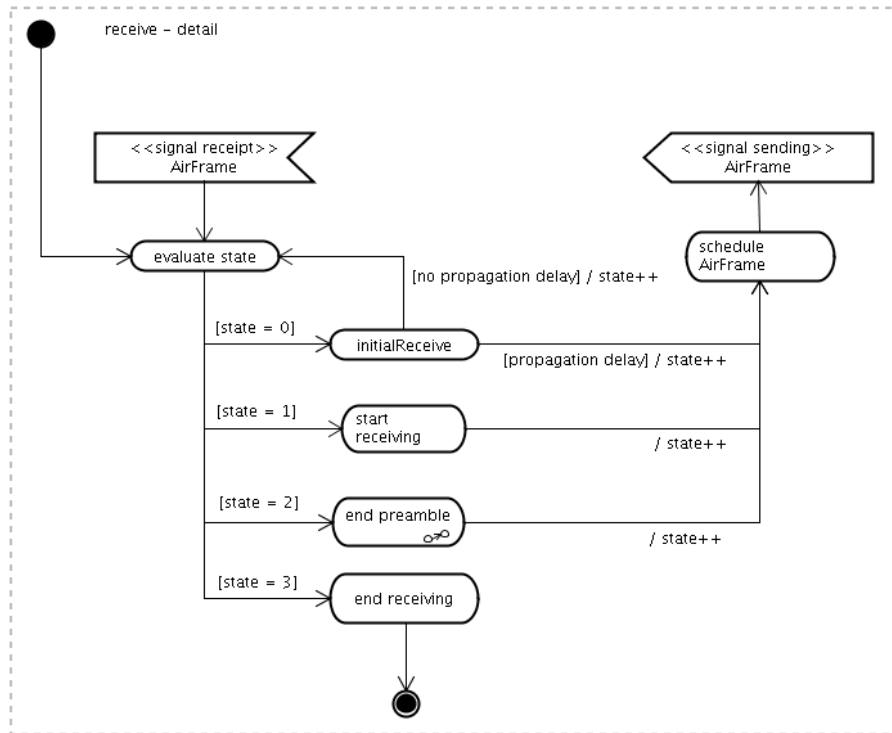 receive – detail
<<signal receipt>>
AirFrame
<<signal sending>>
AirFrame
evaluate state
schedule
AirFrame
[no propagation delay] / state++
[state = 0]
initialReceive
[propagation delay] / state++
[state = 1]
start
receiving
/ state++
[state = 2]
end preamble
/ state++
[state = 3]
end receiving